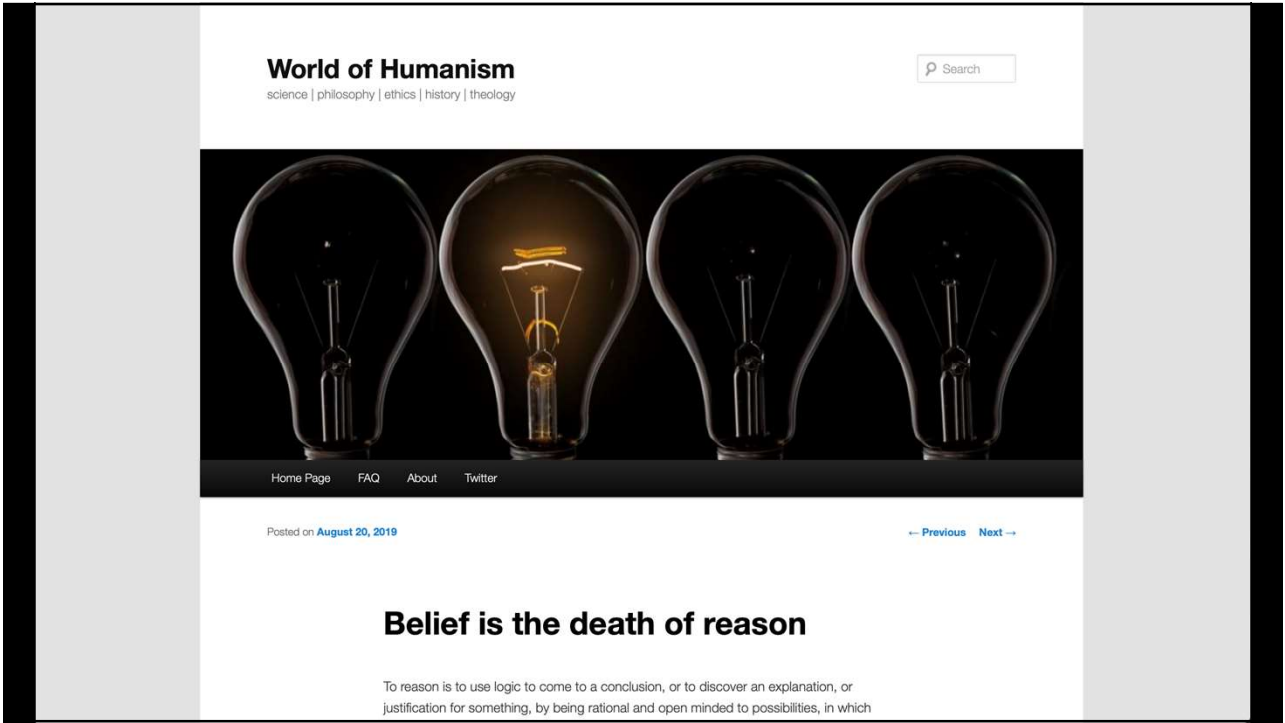 World of Humanism
science | philosophy | ethics | history | theology
Search
Home Page FAQ About Twitter
Posted on August 20, 2019
← Previous Next →
Belief is the death of reason
To reason is to use logic to come to a conclusion, or to discover an explanation, or
justification for something, by being rational and open minded to possibilities, in which